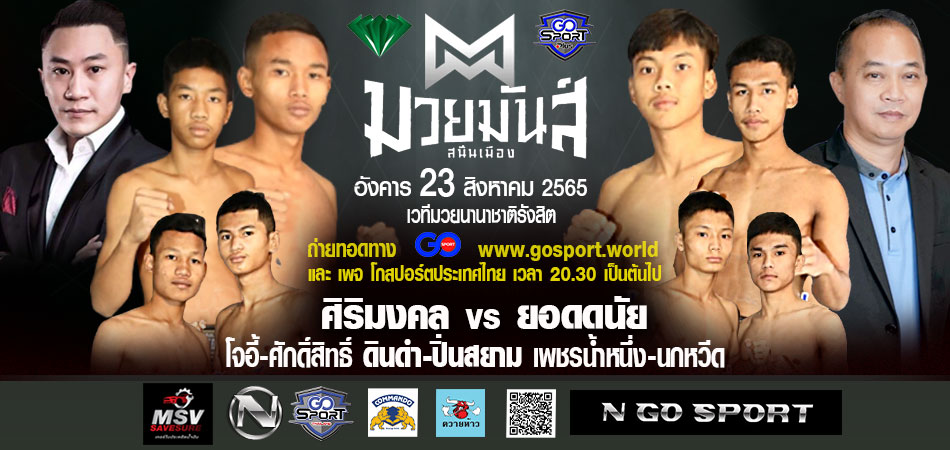 GO
SPORT
Plus
มวยมันส์
สนั่นเมือง
อังคาร 23 สิงหาคม 2565
เวทีมวยนานาชาติรังสิต
ถ่ายทอดทาง GO SPORT www.gosport.world
และ เพจ โกสปอร์ตประเทศไทย เวลา 20.30 เป็นต้นไป
ศิริมงคล vs ยอดดนัย
โจอี้-ศักดิ์สิทธิ์ ดินดำ-ปิ่นสยาม เพชรน้ำหนึ่ง-นกหวีด
MSV
SAVESURE
N
GO
SPORT
COMMANDO
ควายหาว
N GO SPORT